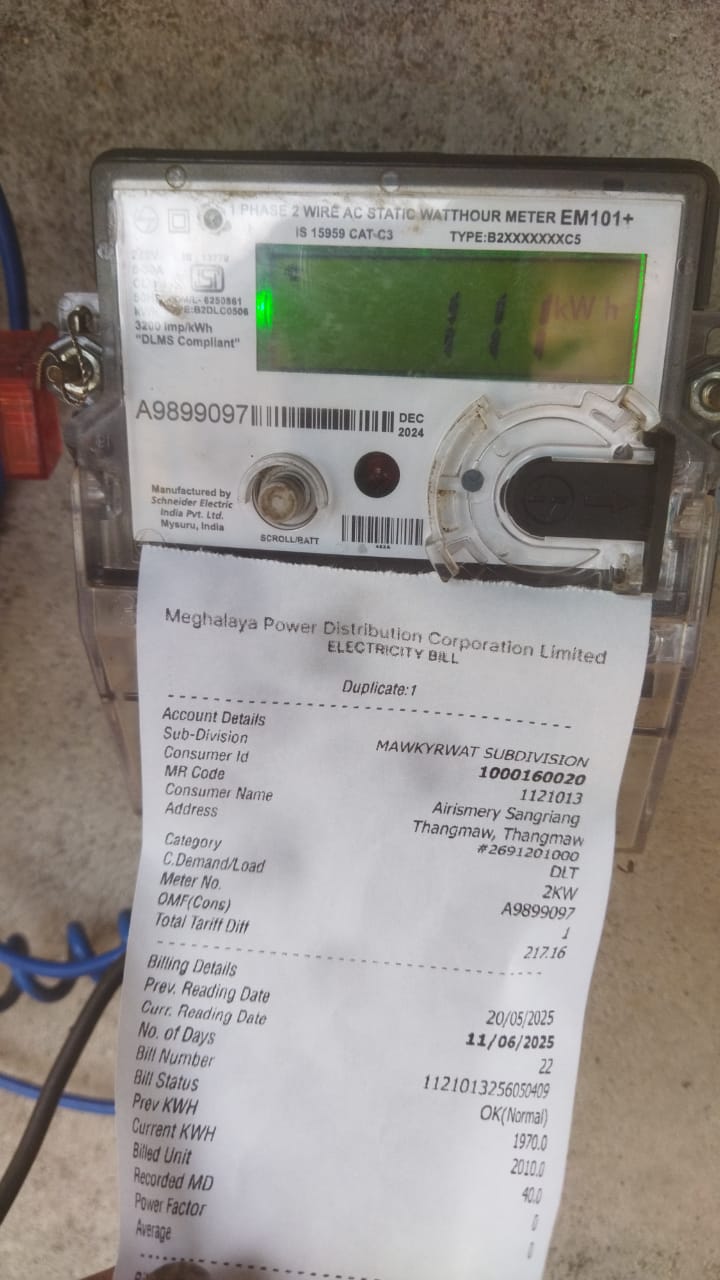 1 PHASE 2 WIRE AC STATIC WATTHOUR METER EM101+
IS 15959 CAT-C3 TYPE:B2XXXXXXXC5
3200 imp/kWh
"DLMS Compliant"
111 kWh
A9899097
DEC
2024
Manufactured by
Schneider Electric
India Pvt. Ltd.
Mysuru, India
SCROLL/BATT
Meghalaya Power Distribution Corporation Limited
ELECTRICITY BILL
Duplicate:1
Account Details
Sub-Division MAWKYRWAT SUBDIVISION
Consumer Id 1000160020
MR Code 1121013
Consumer Name Airismery Sangriang
Address Thangmaw, Thangmaw
#2691201000
Category DLT
C.Demand/Load 2KW
Meter No. A9899097
OMF(Cons) 1
Total Tariff Diff 217.16
Billing Details
Prev. Reading Date 20/05/2025
Curr. Reading Date 11/06/2025
No. of Days 22
Bill Number 1121013256050409
Bill Status OK(Normal)
Prev KWH 1970.0
Current KWH 2010.0
Billed Unit 40.0
Recorded MD 0
Power Factor 0
Average